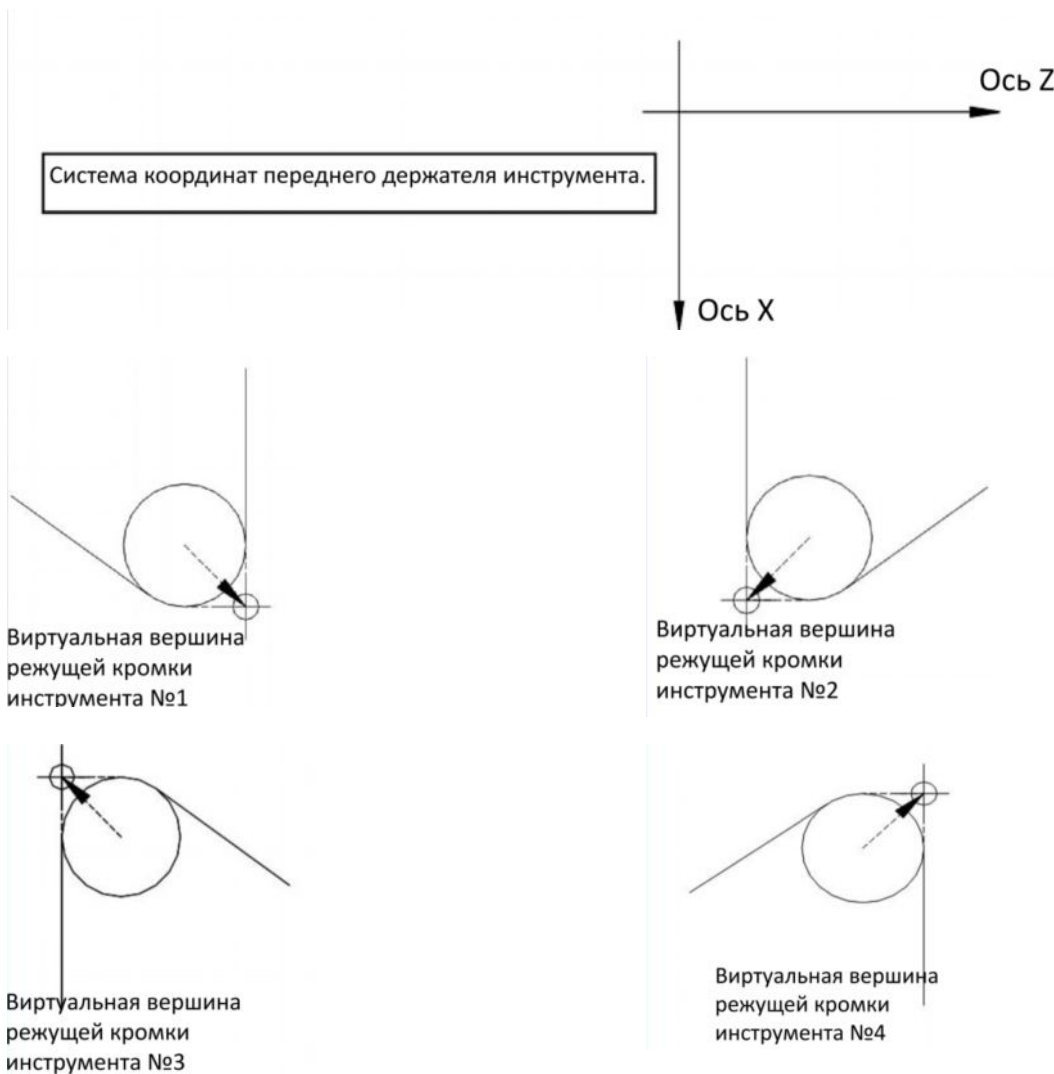 Ось Z
Система координат переднего держателя инструмента.
Ось X
Виртуальная вершина
режущей кромки
инструмента №1
Виртуальная вершина
режущей кромки
инструмента №2
Виртуальная вершина
режущей кромки
инструмента №3
Виртуальная вершина
режущей кромки
инструмента №4